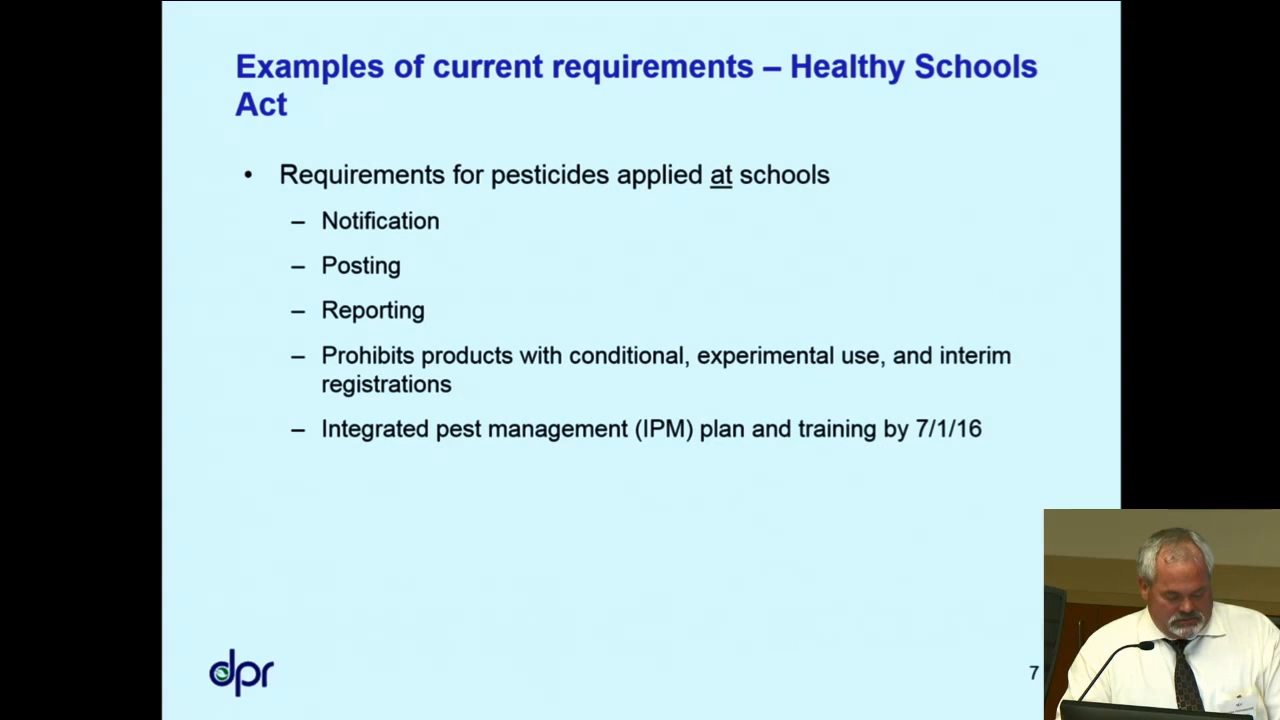 Examples of current requirements – Healthy Schools
Act
• Requirements for pesticides applied at schools
– Notification
– Posting
– Reporting
– Prohibits products with conditional, experimental use, and interim
registrations
– Integrated pest management (IPM) plan and training by 7/1/16
dpr
7